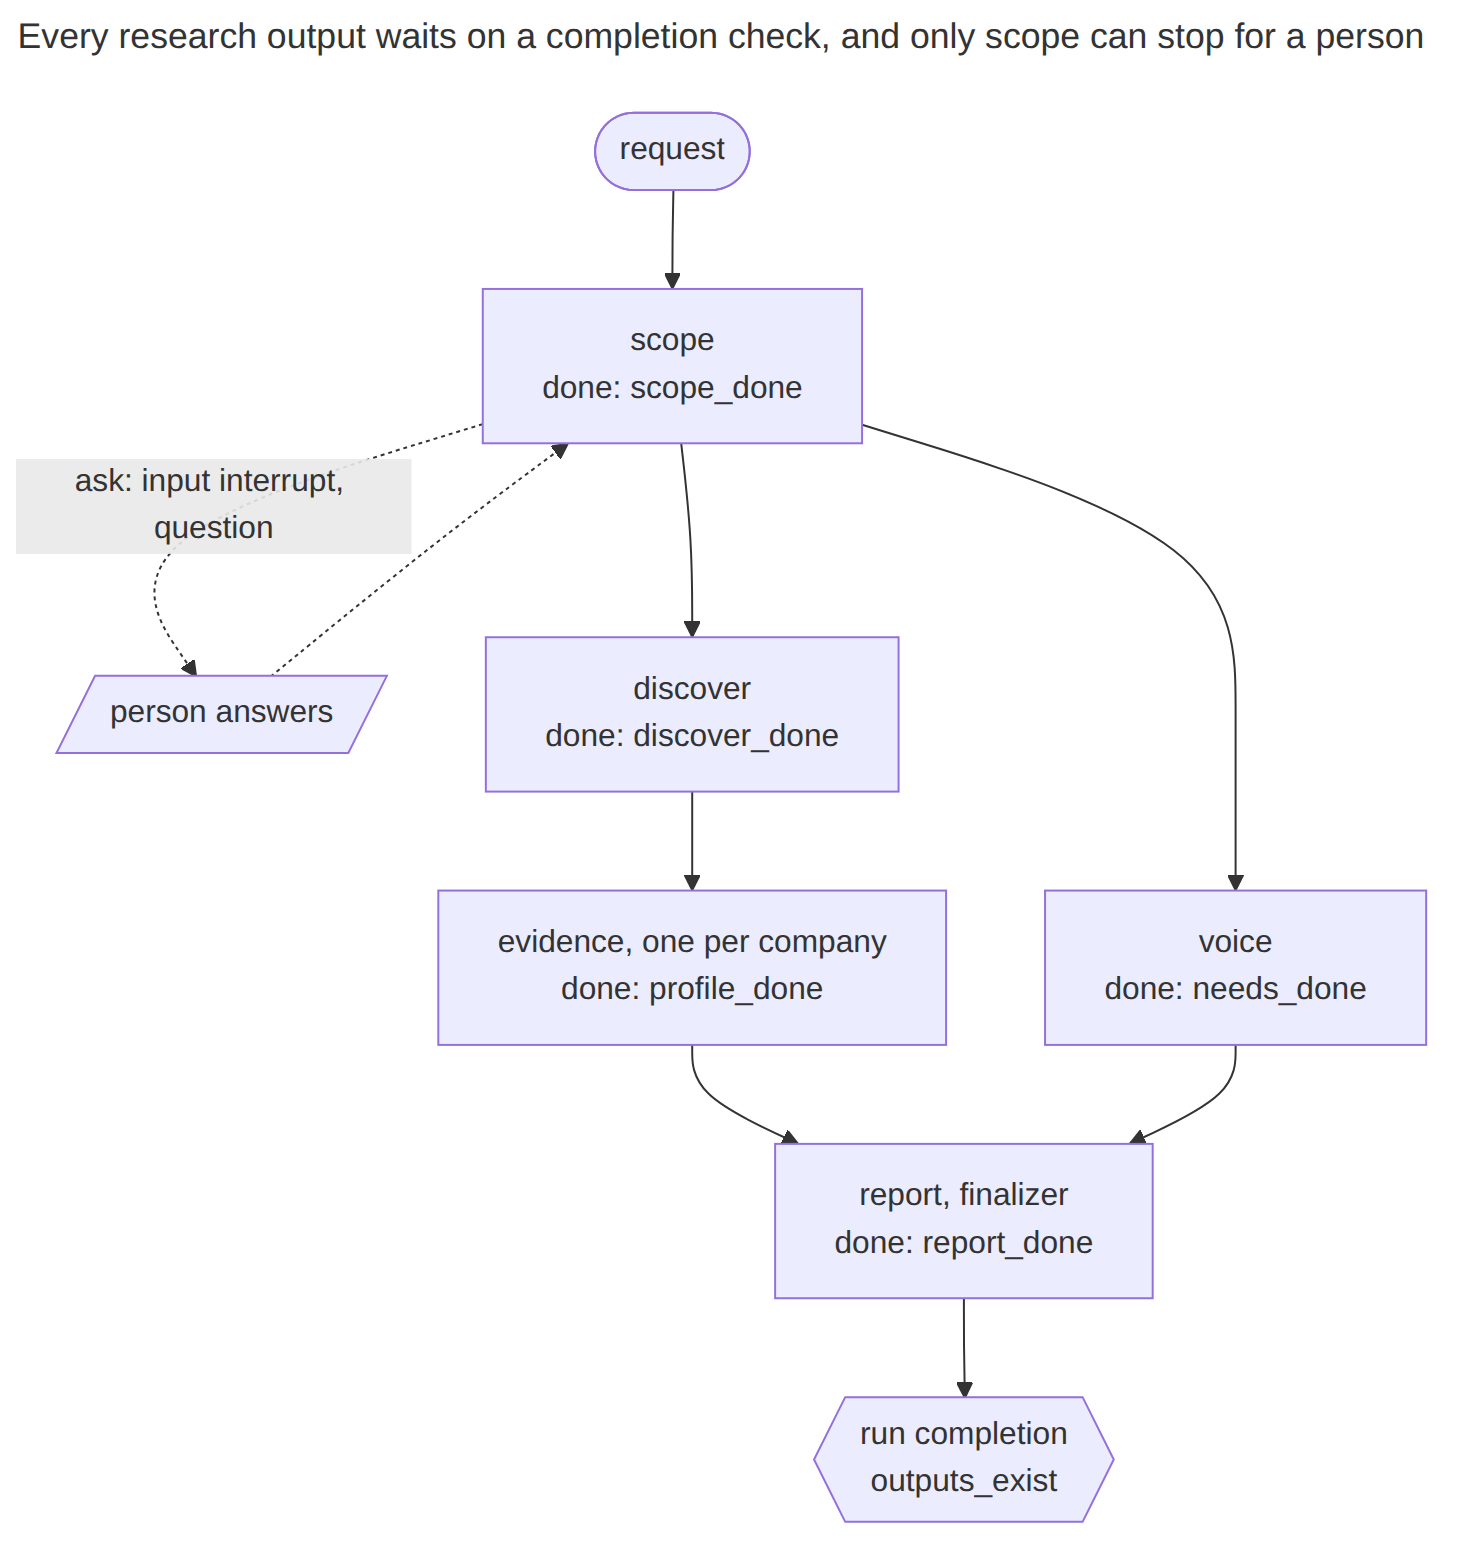 Every research output waits on a completion check, and only scope can stop for a person
request
scope
done: scope_done
ask: input interrupt,
question
person answers
discover
done: discover_done
evidence, one per company
done: profile_done
voice
done: needs_done
report, finalizer
done: report_done
run completion
outputs_exist